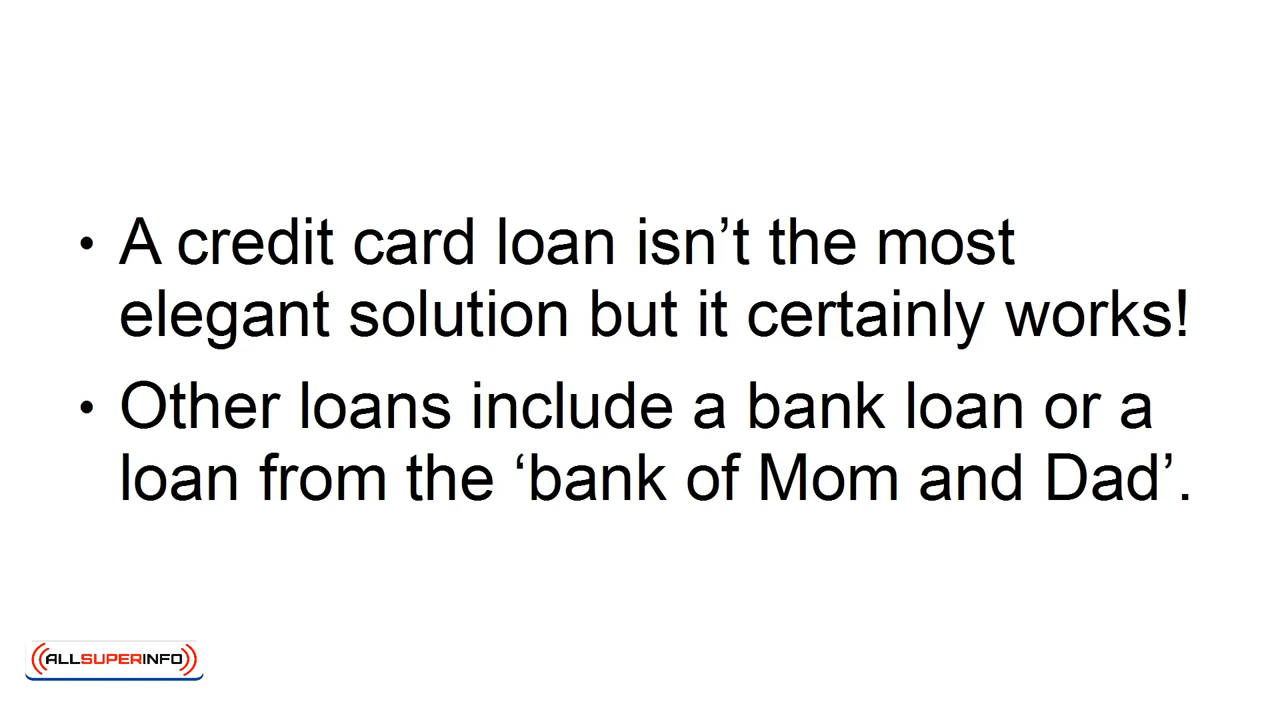 • A credit card loan isn’t the most
elegant solution but it certainly works!
• Other loans include a bank loan or a
loan from the ‘bank of Mom and Dad’.
ALLSUPERINFO